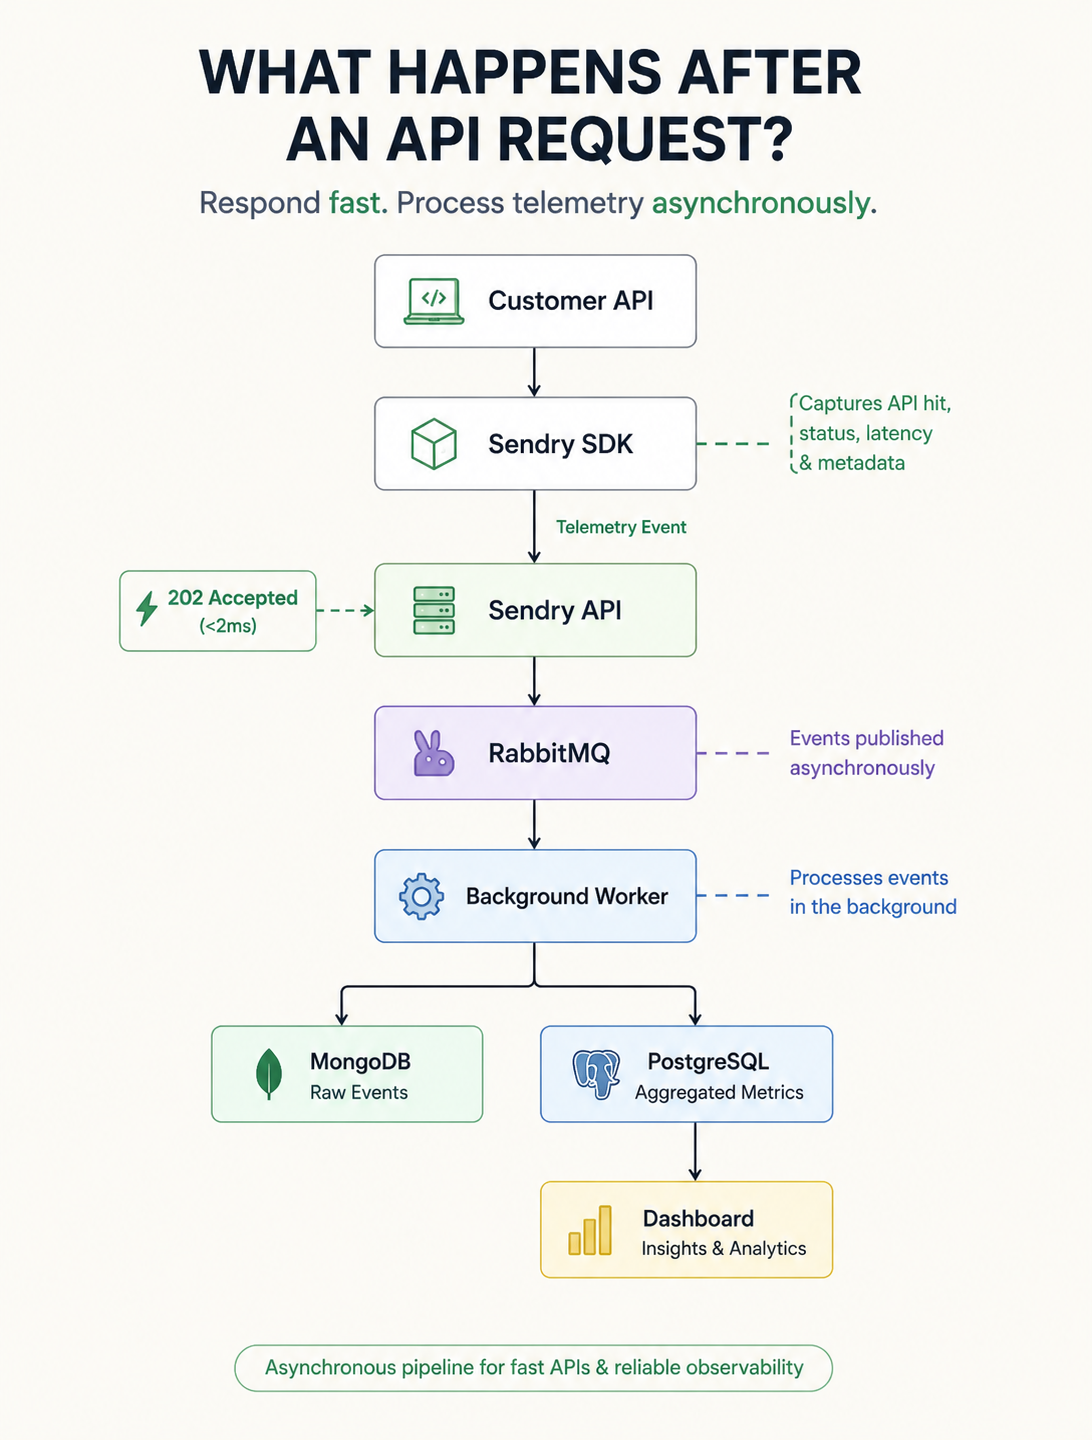 WHAT HAPPENS AFTER
AN API REQUEST?
Respond fast. Process telemetry asynchronously.
Customer API
Sendry SDK
Captures API hit,
status, latency
& metadata
Telemetry Event
202 Accepted
(<2ms)
Sendry API
RabbitMQ
Events published
asynchronously
Background Worker
Processes events
in the background
MongoDB
Raw Events
PostgreSQL
Aggregated Metrics
Dashboard
Insights & Analytics
Asynchronous pipeline for fast APIs & reliable observability